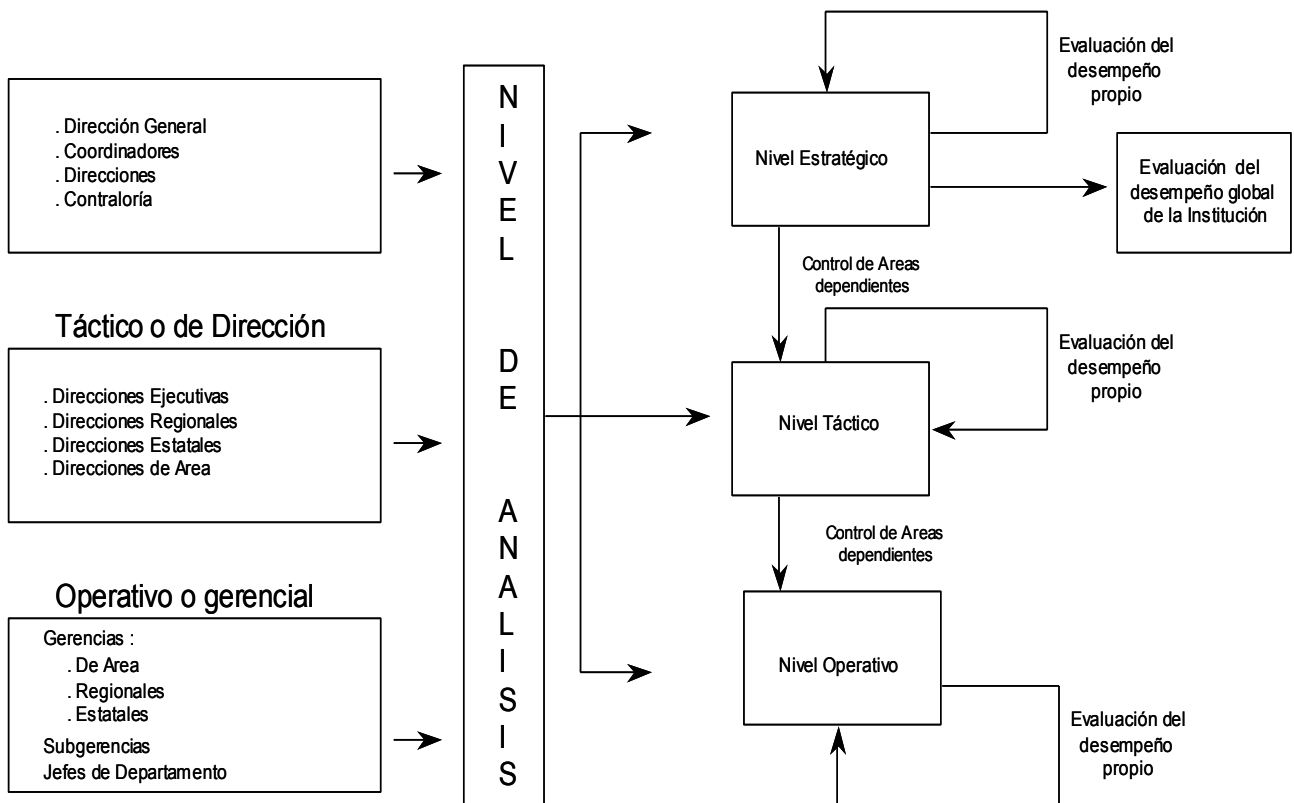 . Dirección General
. Coordinadores
. Direcciones
. Contraloría
Táctico o de Dirección
. Direcciones Ejecutivas
. Direcciones Regionales
. Direcciones Estatales
. Direcciones de Area
Operativo o gerencial
Gerencias :
. De Area
. Regionales
. Estatales
Subgerencias
Jefes de Departamento
NIVEL DE ANALISIS
Nivel Estratégico
Evaluación del
desempeño
propio
Evaluación del
desempeño global
de la Institución
Control de Areas
dependientes
Nivel Táctico
Evaluación del
desempeño
propio
Control de Areas
dependientes
Nivel Operativo
Evaluación del
desempeño
propio